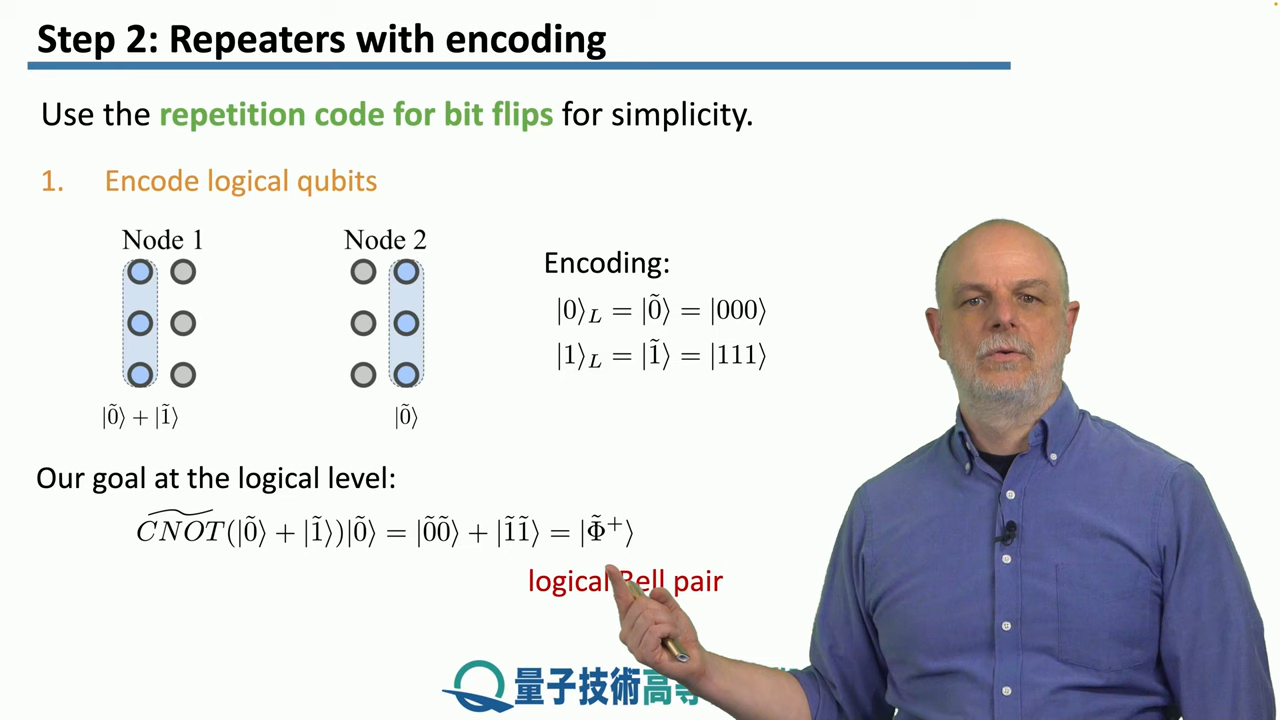 Step 2: Repeaters with encoding
Use the repetition code for bit flips for simplicity.
1. Encode logical qubits
Node 1
Node 2
|0̃⟩ + |1̃⟩
|0̃⟩
Encoding:
|0⟩_L = |0̃⟩ = |000⟩
|1⟩_L = |1̃⟩ = |111⟩
Our goal at the logical level:
C͠N͠O͠T(|0̃⟩ + |1̃⟩)|0̃⟩ = |0̃0̃⟩ + |1̃1̃⟩ = |Φ̃⁺⟩
logical Bell pair
量子技術高等